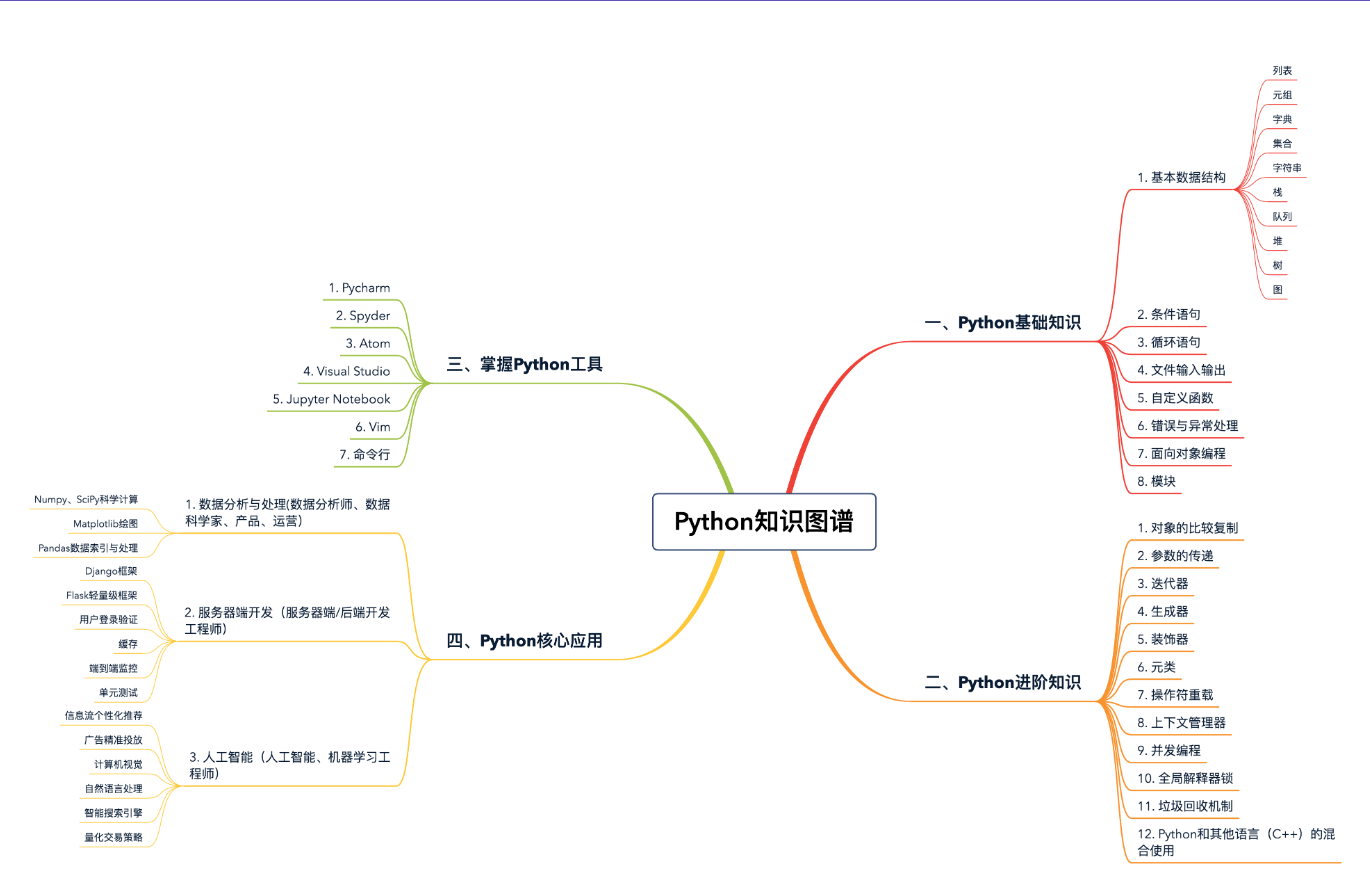 Python知识图谱
一、Python基础知识
1. 基本数据结构
列表
元组
字典
集合
字符串
栈
队列
堆
树
图
2. 条件语句
3. 循环语句
4. 文件输入输出
5. 自定义函数
6. 错误与异常处理
7. 面向对象编程
8. 模块
二、Python进阶知识
1. 对象的比较复制
2. 参数的传递
3. 迭代器
4. 生成器
5. 装饰器
6. 元类
7. 操作符重载
8. 上下文管理器
9. 并发编程
10. 全局解释器锁
11. 垃圾回收机制
12. Python和其他语言（C++）的混
合使用
三、掌握Python工具
1. Pycharm
2. Spyder
3. Atom
4. Visual Studio
5. Jupyter Notebook
6. Vim
7. 命令行
四、Python核心应用
1. 数据分析与处理(数据分析师、数据
科学家、产品、运营）
Numpy、SciPy科学计算
Matplotlib绘图
Pandas数据索引与处理
2. 服务器端开发（服务器端/后端开发
工程师）
Django框架
Flask轻量级框架
用户登录验证
缓存
端到端监控
单元测试
3. 人工智能（人工智能、机器学习工
程师）
信息流个性化推荐
广告精准投放
计算机视觉
自然语言处理
智能搜索引擎
量化交易策略